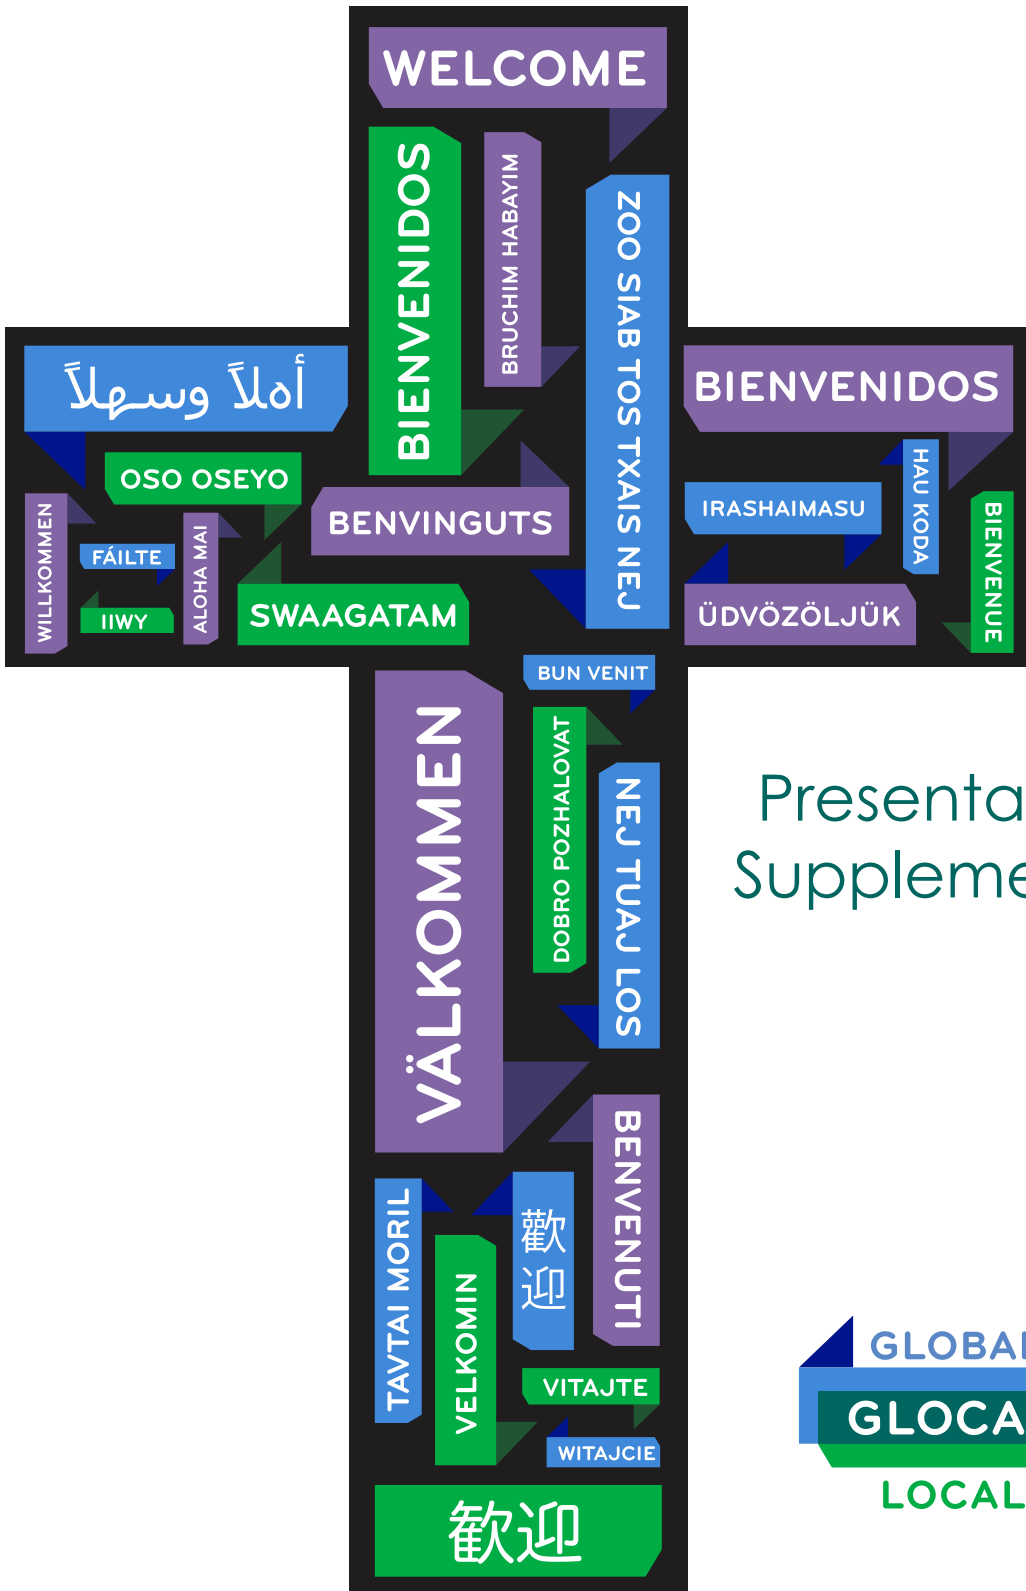 WELCOME
BIENVENIDOS
BRUCHIM HABAYIM
ZOO SIAB TOS TXAIS NEJ
أهلاً وسهلاً
BIENVENIDOS
OSO OSEYO
BENVINGUTS
IRASHAIMASU
HAU KODA
BIENVENUE
WILLKOMMEN
FÁILTE
ALOHA MAI
IIWY
SWAAGATAM
ÜDVÖZÖLJÜK
BUN VENIT
VÄLKOMMEN
DOBRO POZHALOVAT
NEJ TUAJ LOS
Presenta
Suppleme
BENVENUTI
TAVTAI MORIL
歡迎
VELKOMIN
VITAJTE
WITAJCIE
歡迎
GLOBAL
GLOCA
LOCAL